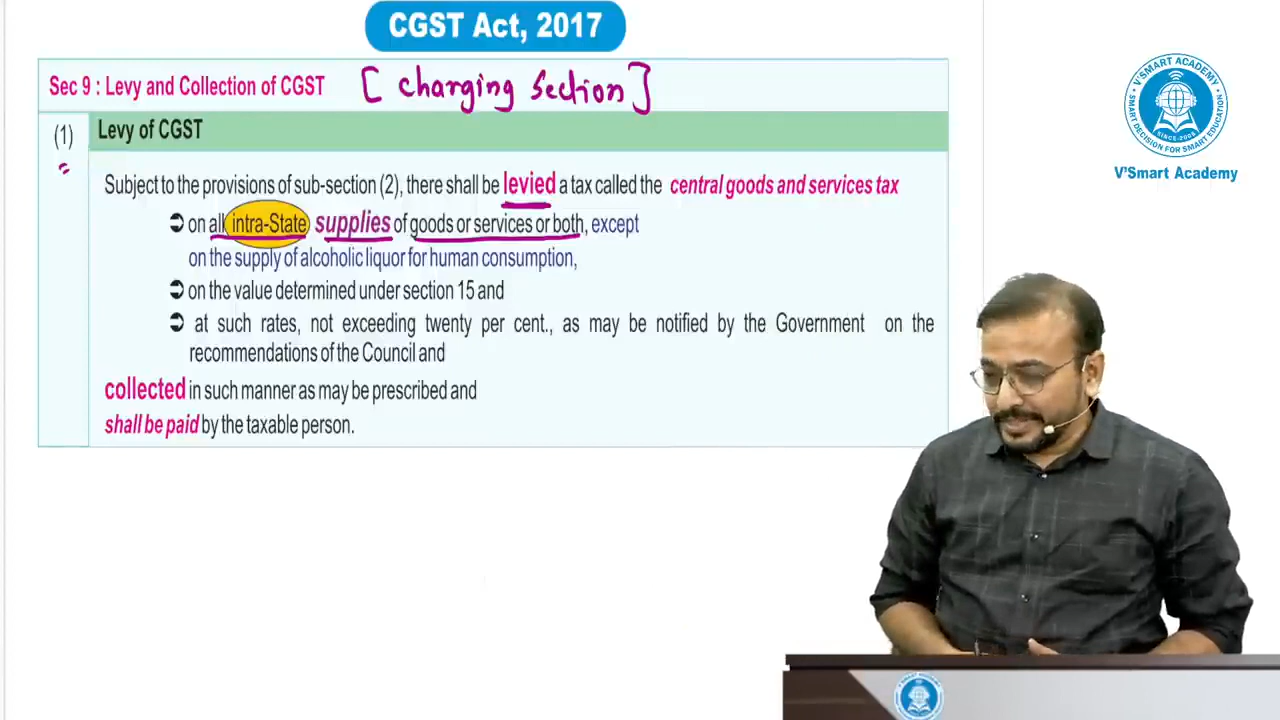 CGST Act, 2017
Sec 9 : Levy and Collection of CGST [ charging Section ]
(1) Levy of CGST
Subject to the provisions of sub-section (2), there shall be levied a tax called the central goods and services tax
➲ on all intra-State supplies of goods or services or both, except
on the supply of alcoholic liquor for human consumption,
➲ on the value determined under section 15 and
➲ at such rates, not exceeding twenty per cent., as may be notified by the Government on the
recommendations of the Council and
collected in such manner as may be prescribed and
shall be paid by the taxable person.
V'SMART ACADEMY
SMART DECISION FOR SMART EDUCATION
SINCE-2008
V'Smart Academy